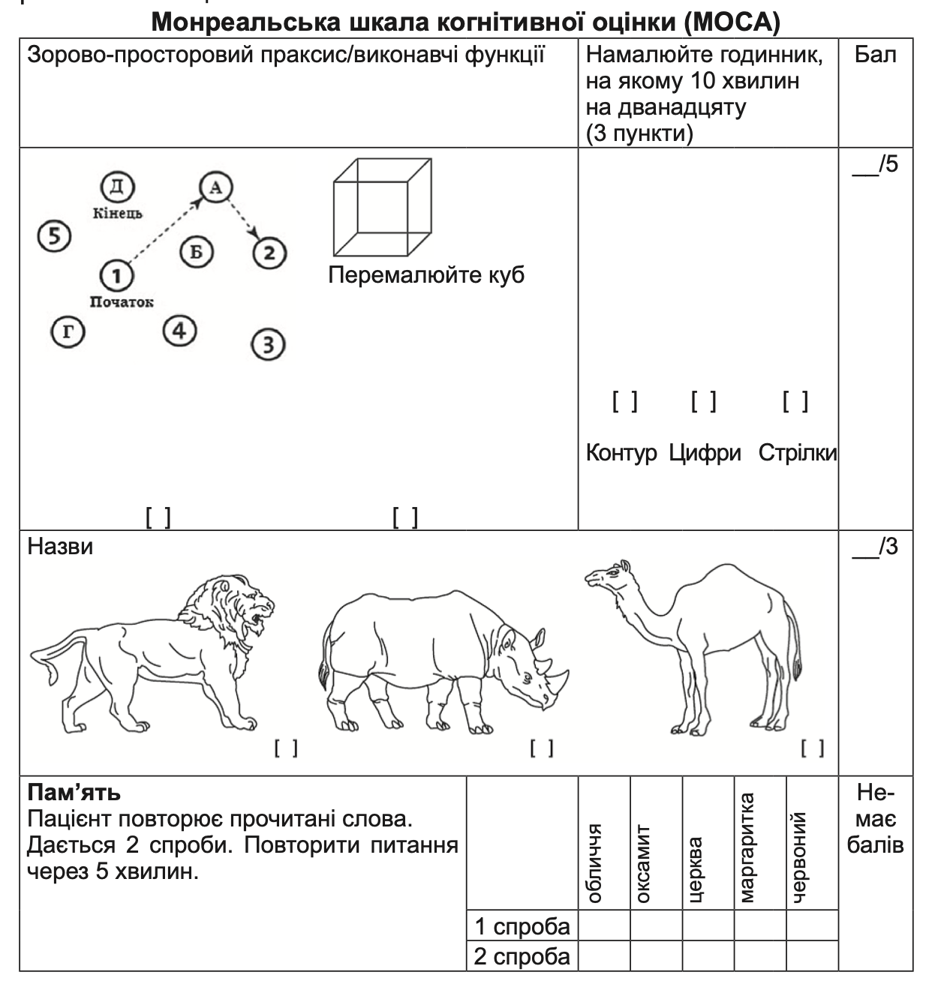 Монреальська шкала когнітивної оцінки (MOCA)
Зорово-просторовий праксис/виконавчі функції
Намалюйте годинник,
на якому 10 хвилин
на дванадцяту
(3 пункти)
Бал
Д
Кінець
А
5
Б
2
1
Початок
Г
4
3
Перемалюйте куб
[ ]
[ ]
[ ] [ ] [ ]
Контур Цифри Стрілки
__/5
Назви
[ ]
[ ]
[ ]
__/3
Пам’ять
Пацієнт повторює прочитані слова.
Дається 2 спроби. Повторити питання
через 5 хвилин.
обличчя
оксамит
церква
маргаритка
червоний
1 спроба
2 спроба
Не-
має
балів